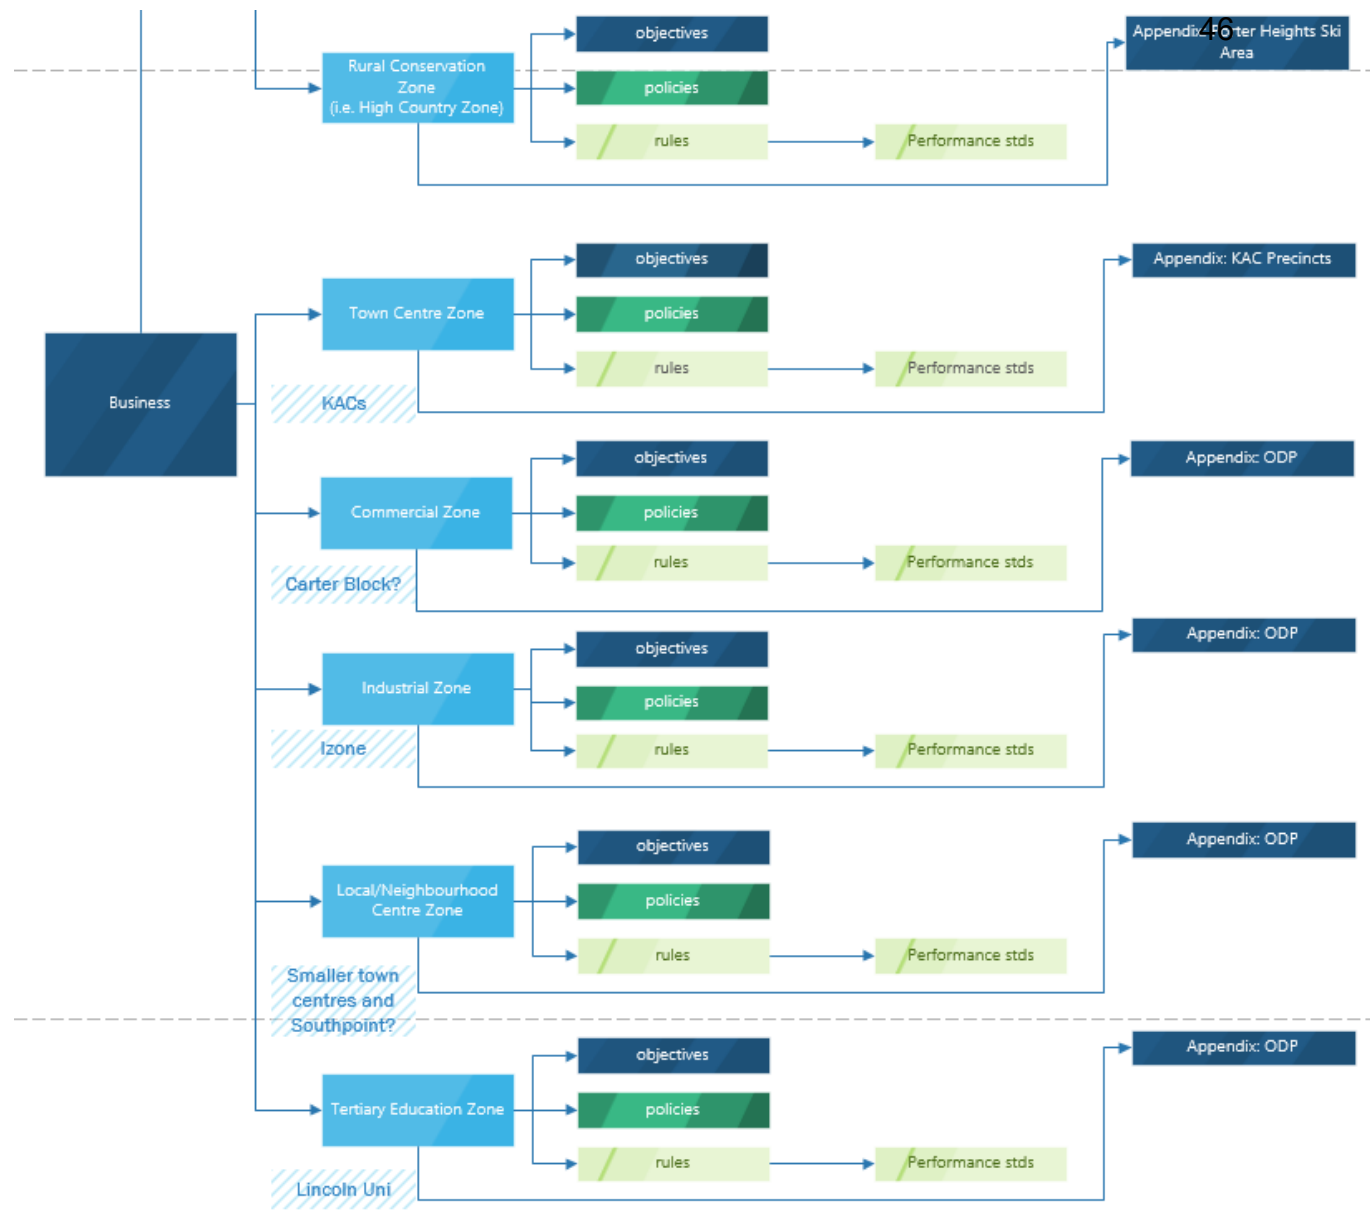 46
objectives
Appendix: Porter Heights Ski
Area
Rural Conservation
Zone
(i.e. High Country Zone)
policies
rules
Performance stds
objectives
Appendix: KAC Precincts
Town Centre Zone
policies
rules
Performance stds
Business
KACs
objectives
Appendix: ODP
Commercial Zone
policies
rules
Performance stds
Carter Block?
objectives
Appendix: ODP
Industrial Zone
policies
rules
Performance stds
Izone
objectives
Appendix: ODP
Local/Neighbourhood
Centre Zone
policies
rules
Performance stds
Smaller town
centres and
Southpoint?
objectives
Appendix: ODP
Tertiary Education Zone
policies
rules
Performance stds
Lincoln Uni